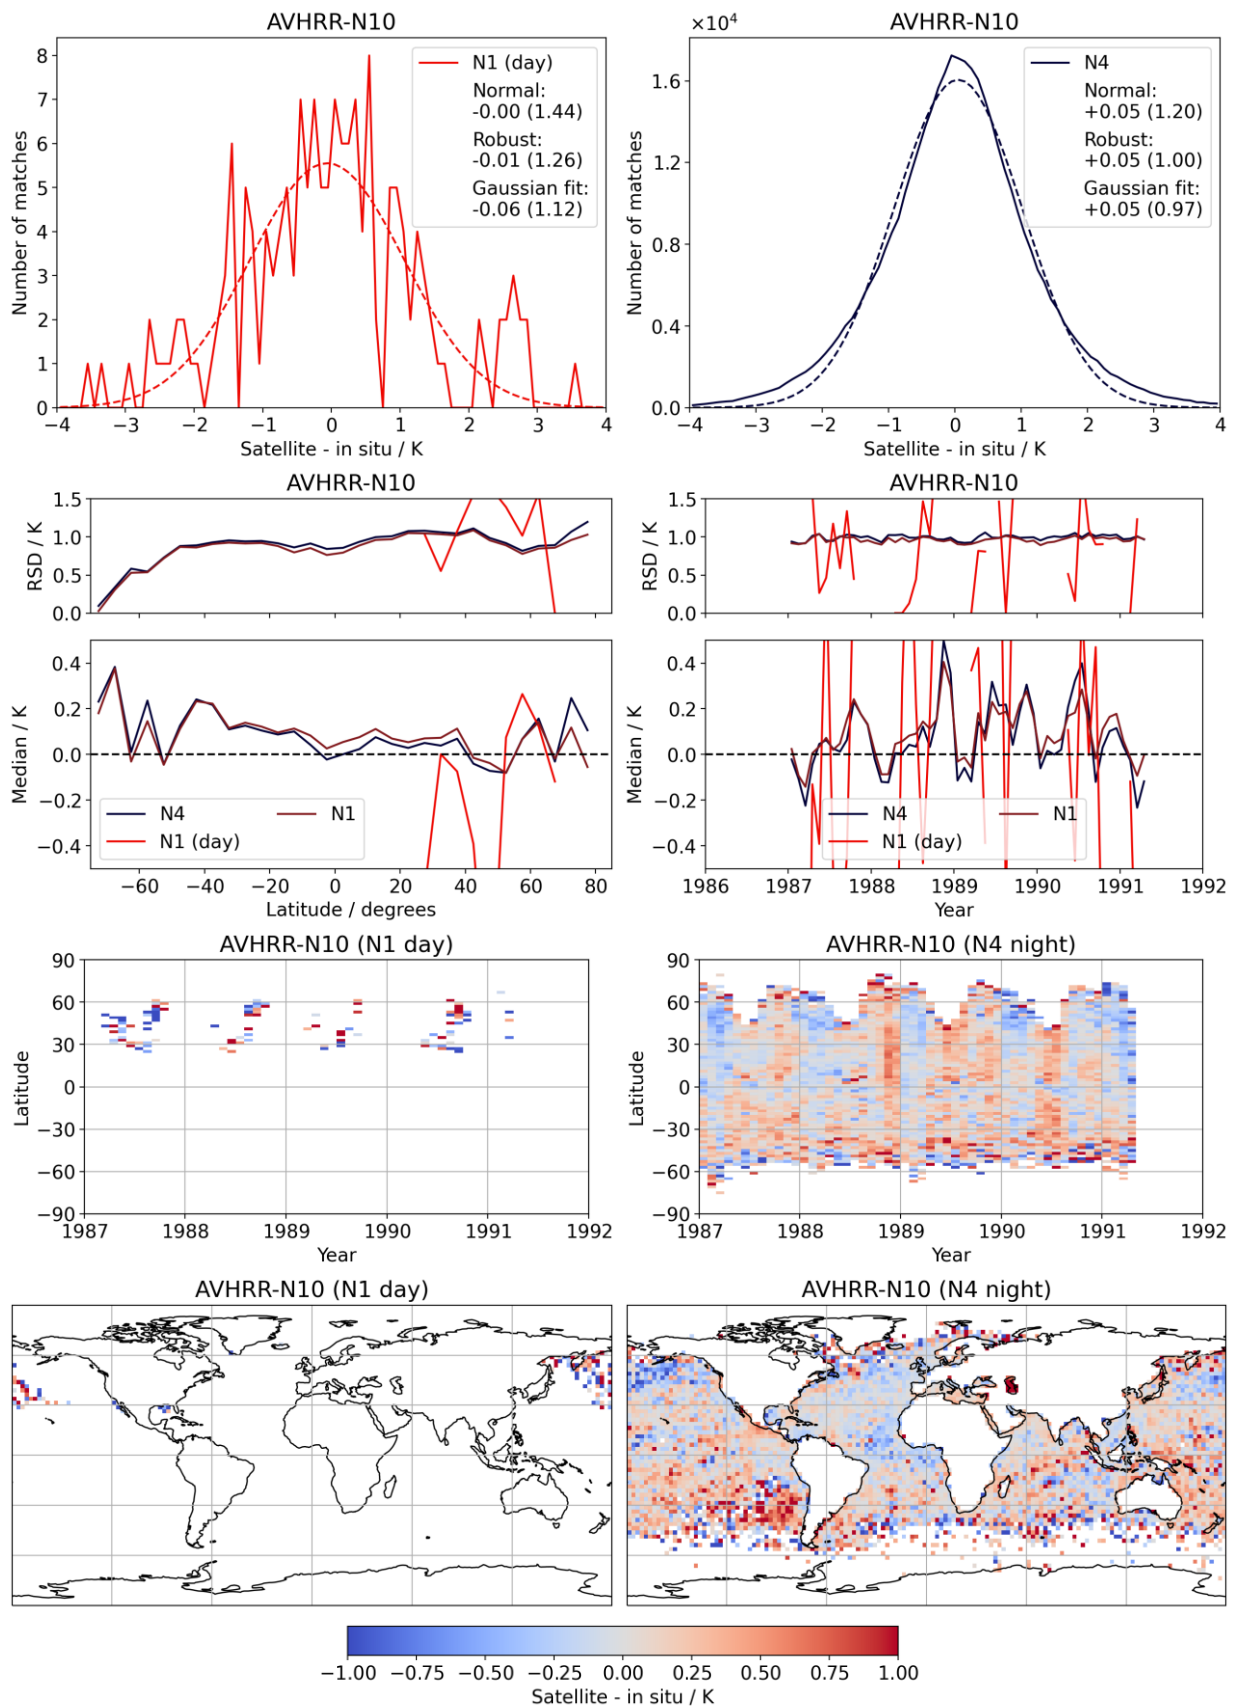 AVHRR-N10
Number of matches
8
7
6
5
4
3
2
1
0
N1 (day)
Normal:
-0.00 (1.44)
Robust:
-0.01 (1.26)
Gaussian fit:
-0.06 (1.12)
−4 −3 −2 −1 0 1 2 3 4
Satellite - in situ / K
AVHRR-N10
×10⁴
Number of matches
1.6
1.2
0.8
0.4
0.0
N4
Normal:
+0.05 (1.20)
Robust:
+0.05 (1.00)
Gaussian fit:
+0.05 (0.97)
−4 −3 −2 −1 0 1 2 3 4
Satellite - in situ / K
AVHRR-N10
RSD / K
1.5
1.0
0.5
0.0
Median / K
0.4
0.2
0.0
−0.2
−0.4
N4 N1
N1 (day)
−60 −40 −20 0 20 40 60 80
Latitude / degrees
AVHRR-N10
RSD / K
1.5
1.0
0.5
0.0
Median / K
0.4
0.2
0.0
−0.2
−0.4
N4 N1
N1 (day)
1986 1987 1988 1989 1990 1991 1992
Year
AVHRR-N10 (N1 day)
Latitude
90
60
30
0
−30
−60
−90
1987 1988 1989 1990 1991 1992
Year
AVHRR-N10 (N4 night)
Latitude
90
60
30
0
−30
−60
−90
1987 1988 1989 1990 1991 1992
Year
AVHRR-N10 (N1 day)
AVHRR-N10 (N4 night)
−1.00 −0.75 −0.50 −0.25 0.00 0.25 0.50 0.75 1.00
Satellite - in situ / K